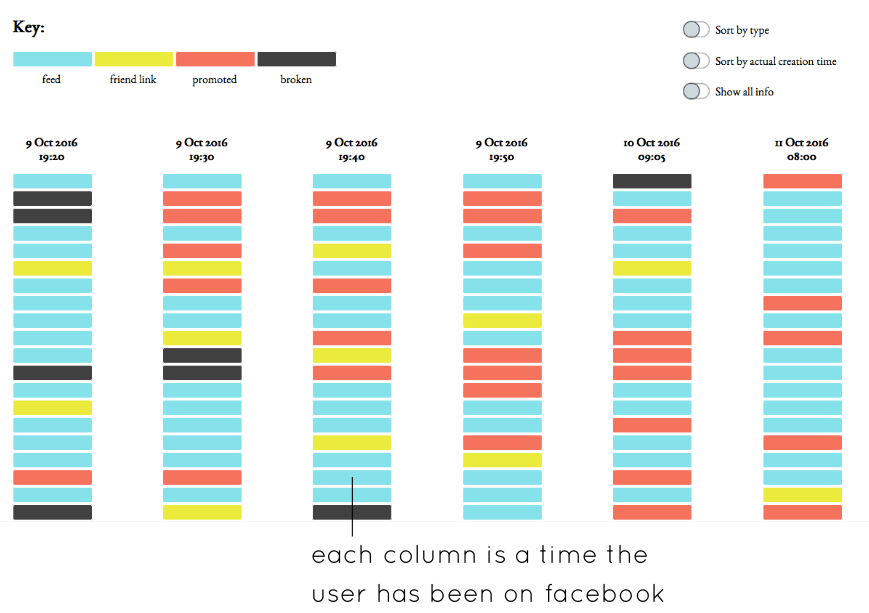 Key:
feed friend link promoted broken
Sort by type
Sort by actual creation time
Show all info
9 Oct 2016 9 Oct 2016 9 Oct 2016 9 Oct 2016 10 Oct 2016 11 Oct 2016
19:20 19:30 19:40 19:50 09:05 08:00
each column is a time the
user has been on facebook